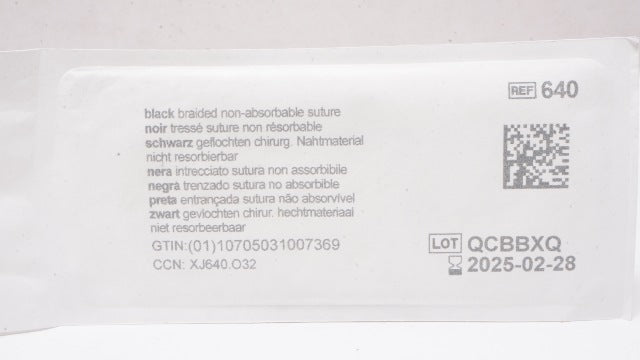 REF 640
black braided non-absorbable suture
noir tressé suture non résorbable
schwarz geflochten chirurg. Nahtmaterial
nicht resorbierbar
nera intrecciato sutura non assorbibile
negra trenzado sutura no absorbible
preta entrançada sutura não absorvível
zwart gevlochten chirur. hechtmateriaal
niet resorbeerbaar
GTIN:(01)10705031007369
CCN: XJ640.O32
LOT QCBBXQ
2025-02-28